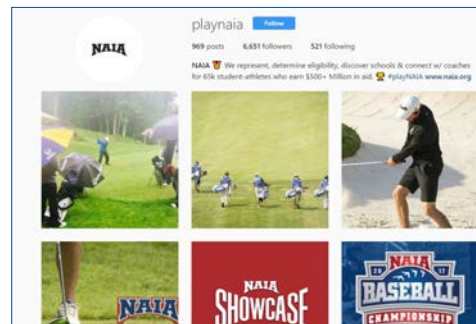 playnaia Follow
NAIA
969 posts 6,651 followers 521 following
NAIA 🏆 We represent, determine eligibility, discover schools & connect w/ coaches
for 65k student-athletes who earn $500+ Million in aid. 🏆 #playNAIA www.naia.org
NAIA
NAIA
SHOWCASE
NAIA
2017
BASEBALL
CHAMPIONSHIP